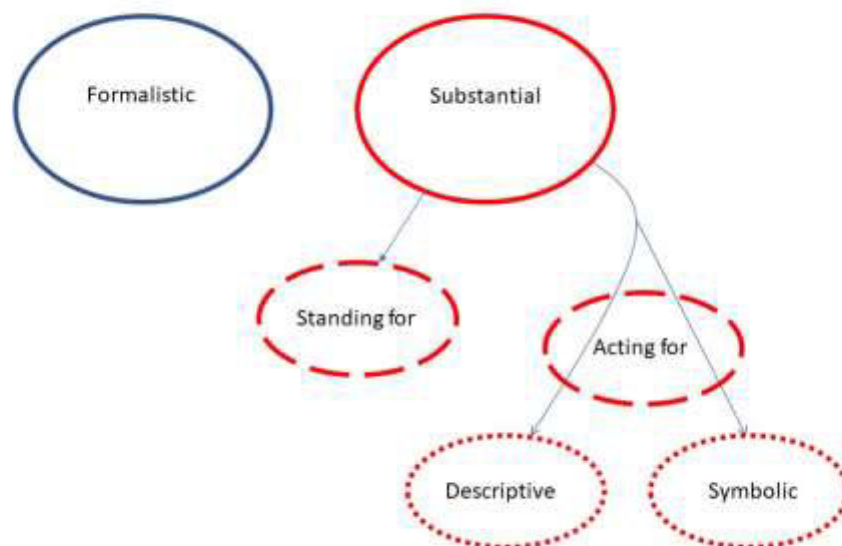 Formalistic
Substantial
Standing for
Acting for
Descriptive
Symbolic